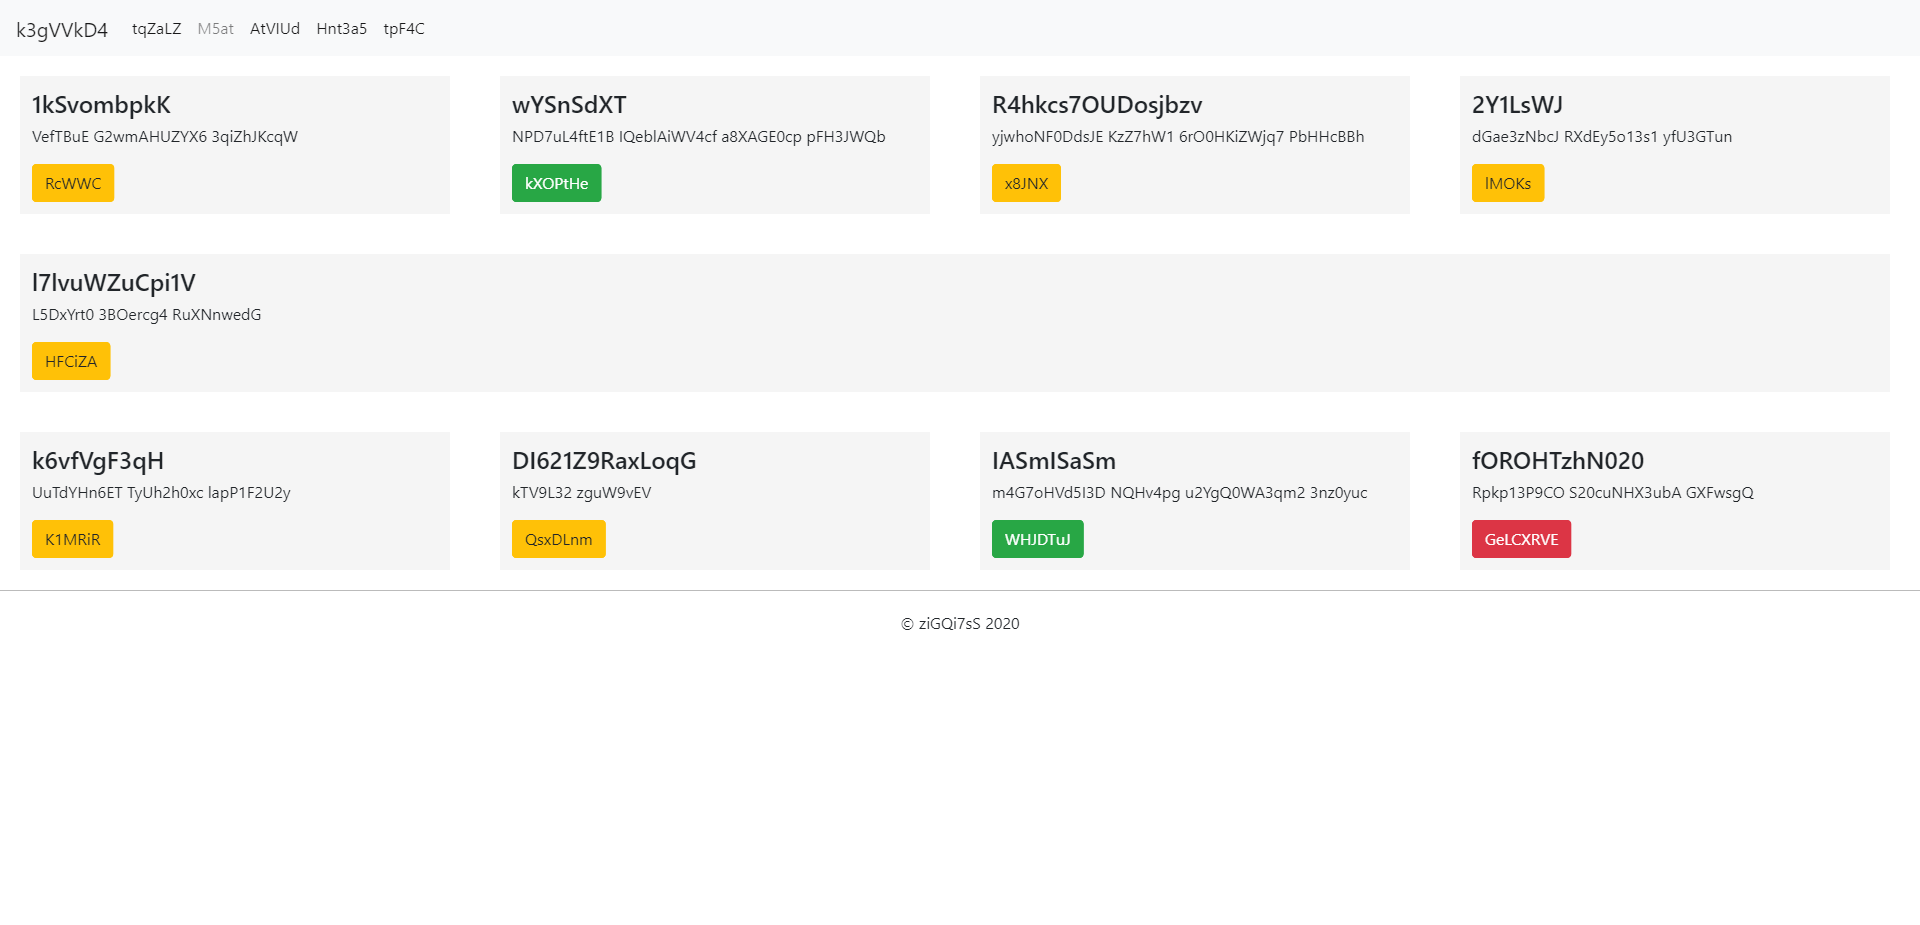 k3gVVkD4 tqZaLZ M5at AtVIUd Hnt3a5 tpF4C
1kSvombpkK
VefTBuE G2wmAHUZYX6 3qiZhJKcqW
RcWWC
wYSnSdXT
NPD7uL4ftE1B IQeblAiWV4cf a8XAGE0cp pFH3JWQb
kXOPtHe
R4hkcs7OUDosjbzv
yjwhoNF0DdsJE KzZ7hW1 6rO0HKiZWjq7 PbHHcBBh
x8JNX
2Y1LsWJ
dGae3zNbcJ RXdEy5o13s1 yfU3GTun
lMOKs
l7lvuWZuCpi1V
L5DxYrt0 3BOercg4 RuXNnwedG
HFCiZA
k6vfVgF3qH
UuTdYHn6ET TyUh2h0xc lapP1F2U2y
K1MRiR
DI621Z9RaxLoqG
kTV9L32 zguW9vEV
QsxDLnm
IASmISaSm
m4G7oHVd5I3D NQHv4pg u2YgQ0WA3qm2 3nz0yuc
WHJDTuJ
fOROHTzhN020
Rpkp13P9CO S20cuNHX3ubA GXFwsgQ
GeLCXRVE
© ziGQi7sS 2020